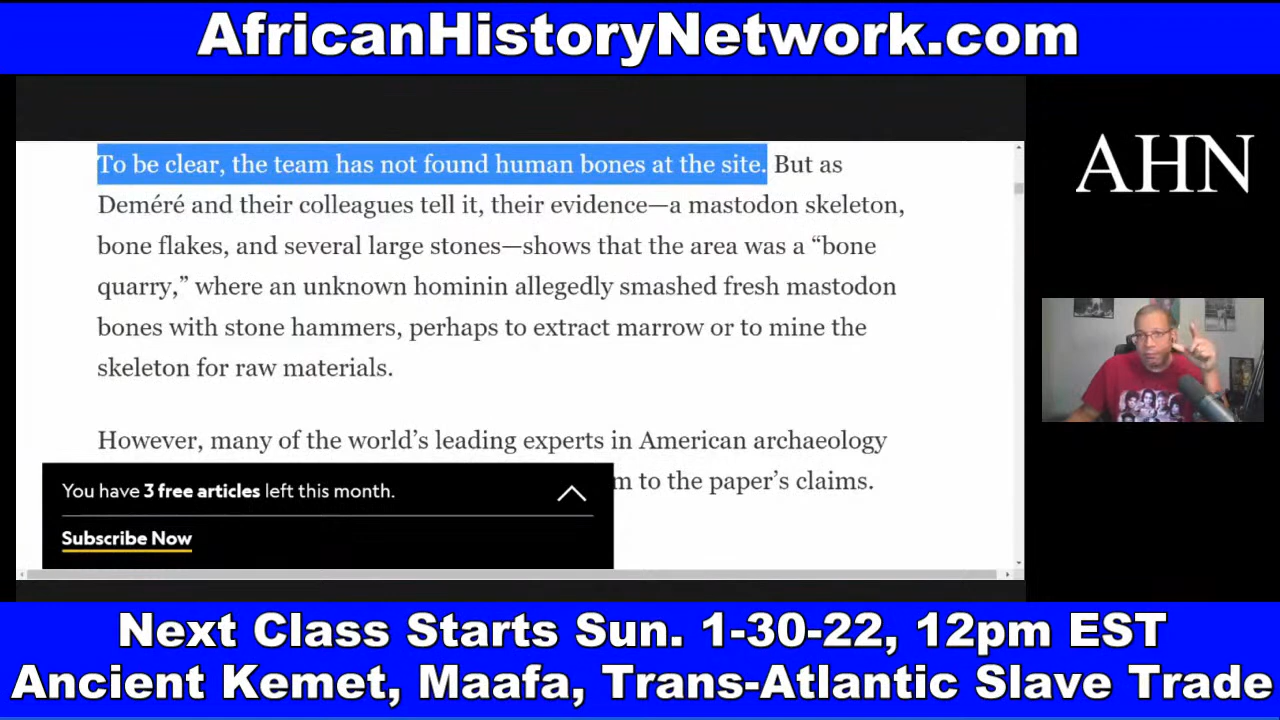 AfricanHistoryNetwork.com
AHN
To be clear, the team has not found human bones at the site. But as
Deméré and their colleagues tell it, their evidence—a mastodon skeleton,
bone flakes, and several large stones—shows that the area was a “bone
quarry,” where an unknown hominin allegedly smashed fresh mastodon
bones with stone hammers, perhaps to extract marrow or to mine the
skeleton for raw materials.
However, many of the world’s leading experts in American archaeology
m to the paper’s claims.
You have 3 free articles left this month.
Subscribe Now
Next Class Starts Sun. 1-30-22, 12pm EST
Ancient Kemet, Maafa, Trans-Atlantic Slave Trade